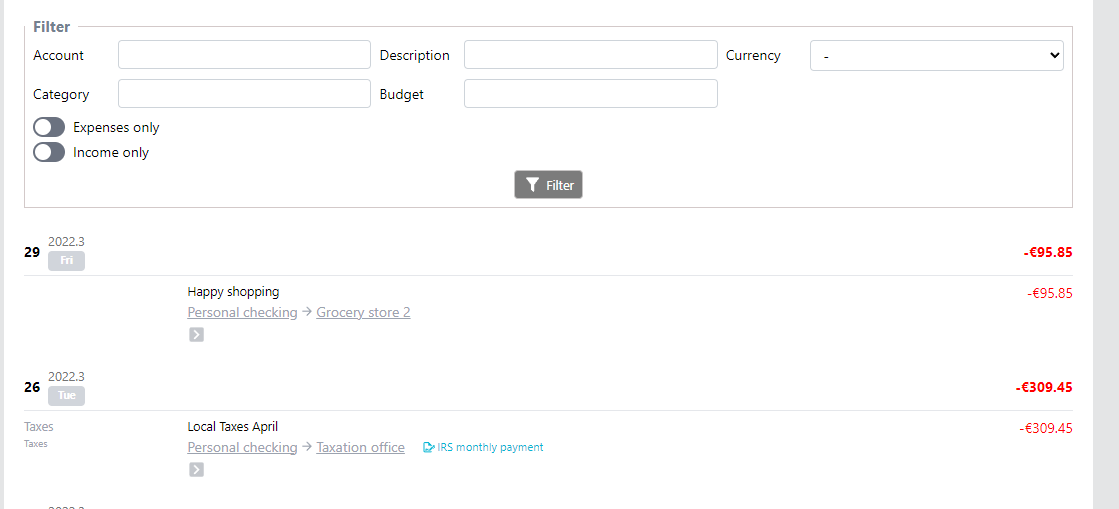 Filter
Account Description Currency -
Category Budget
Expenses only
Income only
Filter
29 2022.3 Fri -€95.85
Happy shopping -€95.85
Personal checking → Grocery store 2
26 2022.3 Tue -€309.45
Taxes Local Taxes April -€309.45
Taxes Personal checking → Taxation office IRS monthly payment